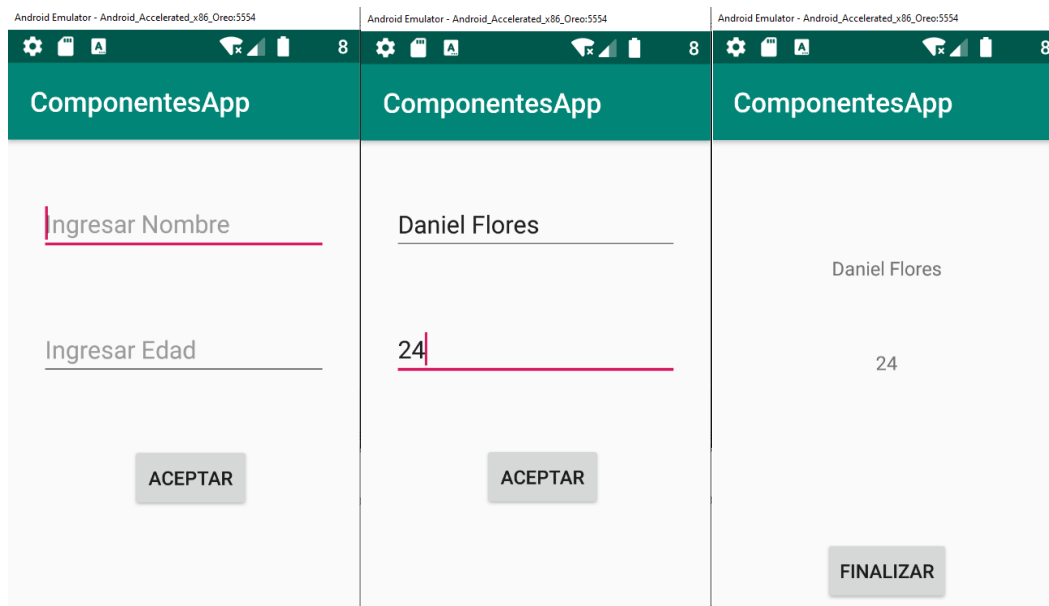 Android Emulator - Android_Accelerated_x86_Oreo:5554
A
8
ComponentesApp
Ingresar Nombre
Ingresar Edad
ACEPTAR
Android Emulator - Android_Accelerated_x86_Oreo:5554
A
8
ComponentesApp
Daniel Flores
24
ACEPTAR
Android Emulator - Android_Accelerated_x86_Oreo:5554
A
8
ComponentesApp
Daniel Flores
24
FINALIZAR